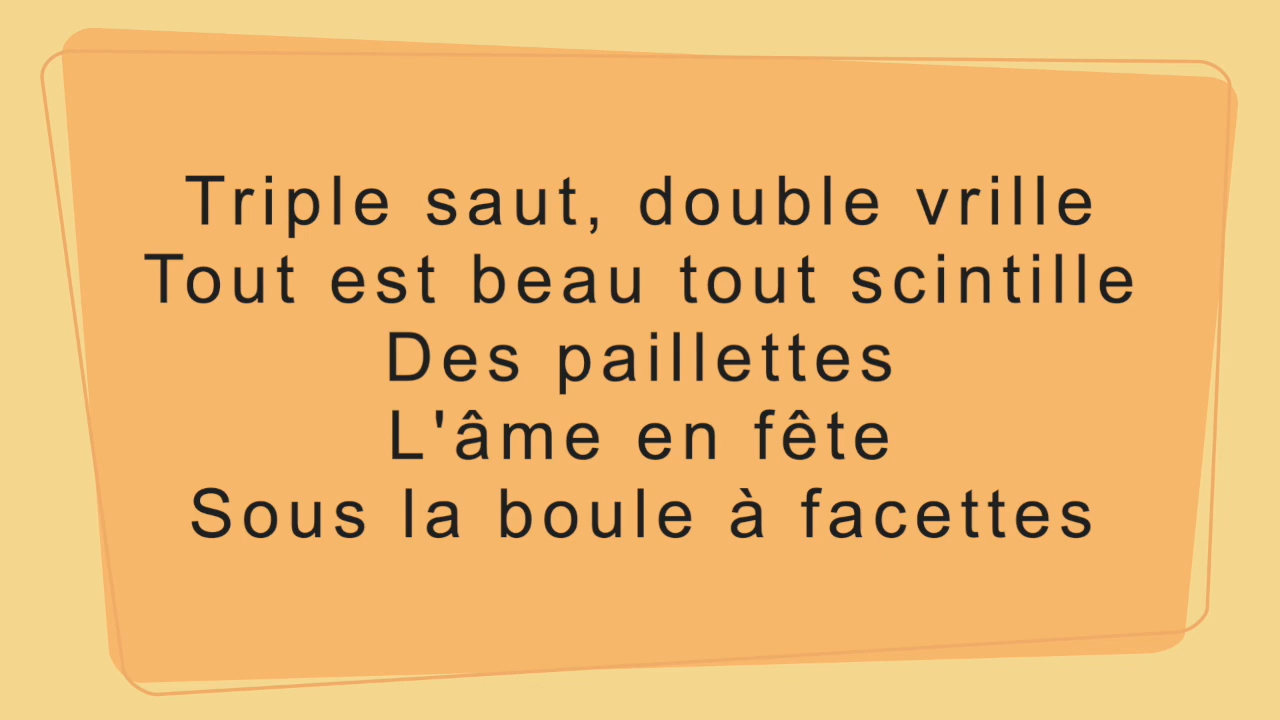 Triple saut, double vrille
Tout est beau tout scintille
Des paillettes
L'âme en fête
Sous la boule à facettes